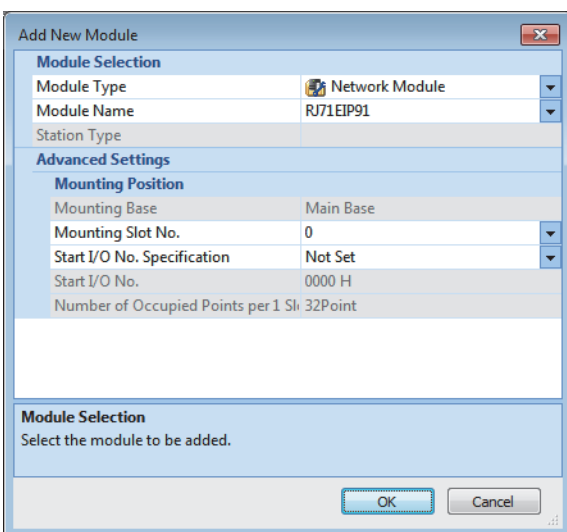 Add New Module
Module Selection
Module Type Network Module
Module Name RJ71EIP91
Station Type
Advanced Settings
Mounting Position
Mounting Base Main Base
Mounting Slot No. 0
Start I/O No. Specification Not Set
Start I/O No. 0000 H
Number of Occupied Points per 1 Sl 32Point
Module Selection
Select the module to be added.
OK Cancel